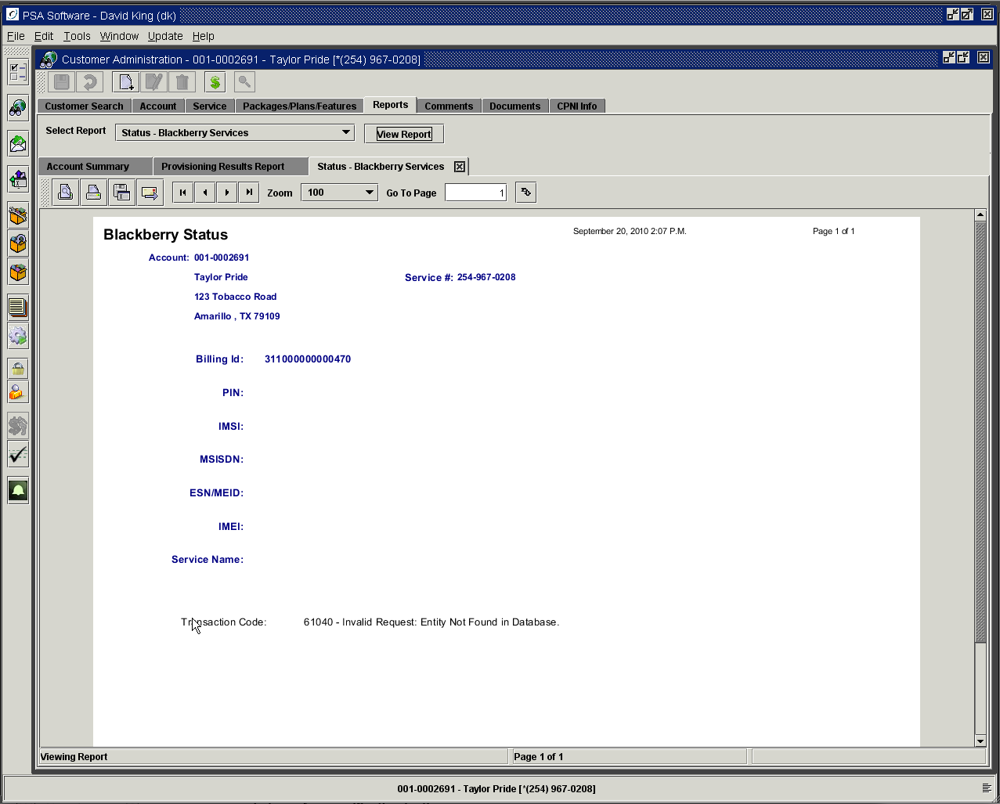 PSA Software - David King (dk)
File Edit Tools Window Update Help
Customer Administration - 001-0002691 - Taylor Pride [*(254) 967-0208]
Customer Search Account Service Packages/Plans/Features Reports Comments Documents CPNI Info
Select Report Status - Blackberry Services View Report
Account Summary Provisioning Results Report Status - Blackberry Services
Zoom 100 Go To Page 1
Blackberry Status September 20, 2010 2:07 P.M. Page 1 of 1
Account: 001-0002691
Taylor Pride Service #: 254-967-0208
123 Tobacco Road
Amarillo , TX 79109
Billing Id: 311000000000470
PIN:
IMSI:
MSISDN:
ESN/MEID:
IMEI:
Service Name:
Transaction Code: 61040 - Invalid Request: Entity Not Found in Database.
Viewing Report Page 1 of 1
001-0002691 - Taylor Pride [*(254) 967-0208]